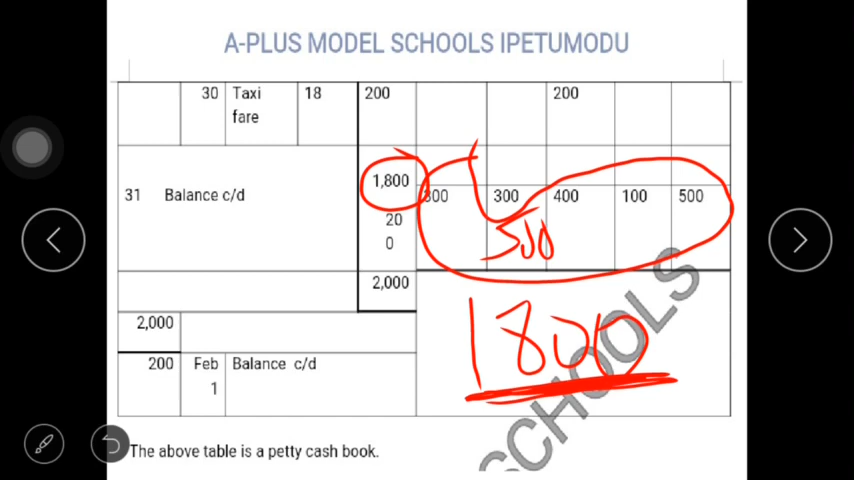 A-PLUS MODEL SCHOOLS IPETUMODU
30 Taxi 18 200 200
fare
1,800
31 Balance c/d 300 300 400 100 500
20
0
500
2,000
2,000
1800
200 Feb Balance c/d
1
SCHOOLS
The above table is a petty cash book.